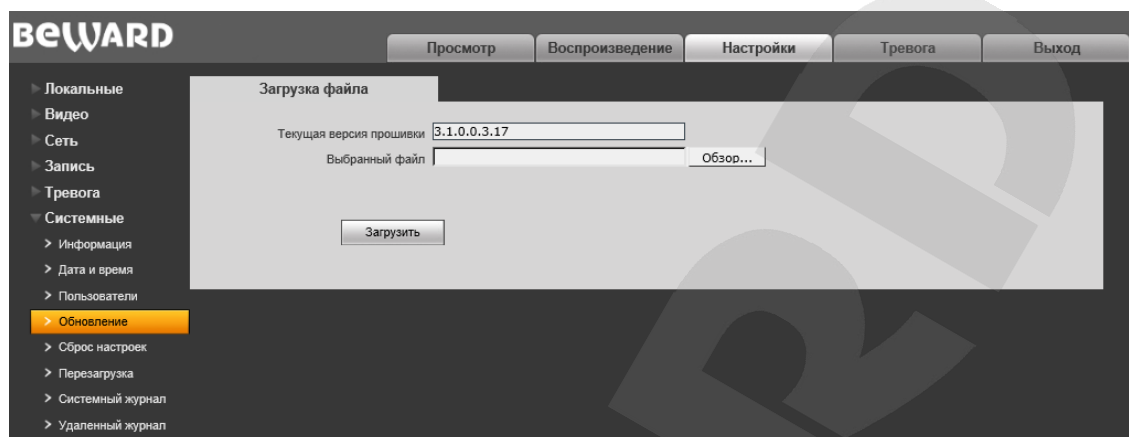 BEWARD
Просмотр
Воспроизведение
Настройки
Тревога
Выход
Локальные
Видео
Сеть
Запись
Тревога
Системные
Информация
Дата и время
Пользователи
Обновление
Сброс настроек
Перезагрузка
Системный журнал
Удаленный журнал
Загрузка файла
Текущая версия прошивки 3.1.0.0.3.17
Выбранный файл Обзор...
Загрузить